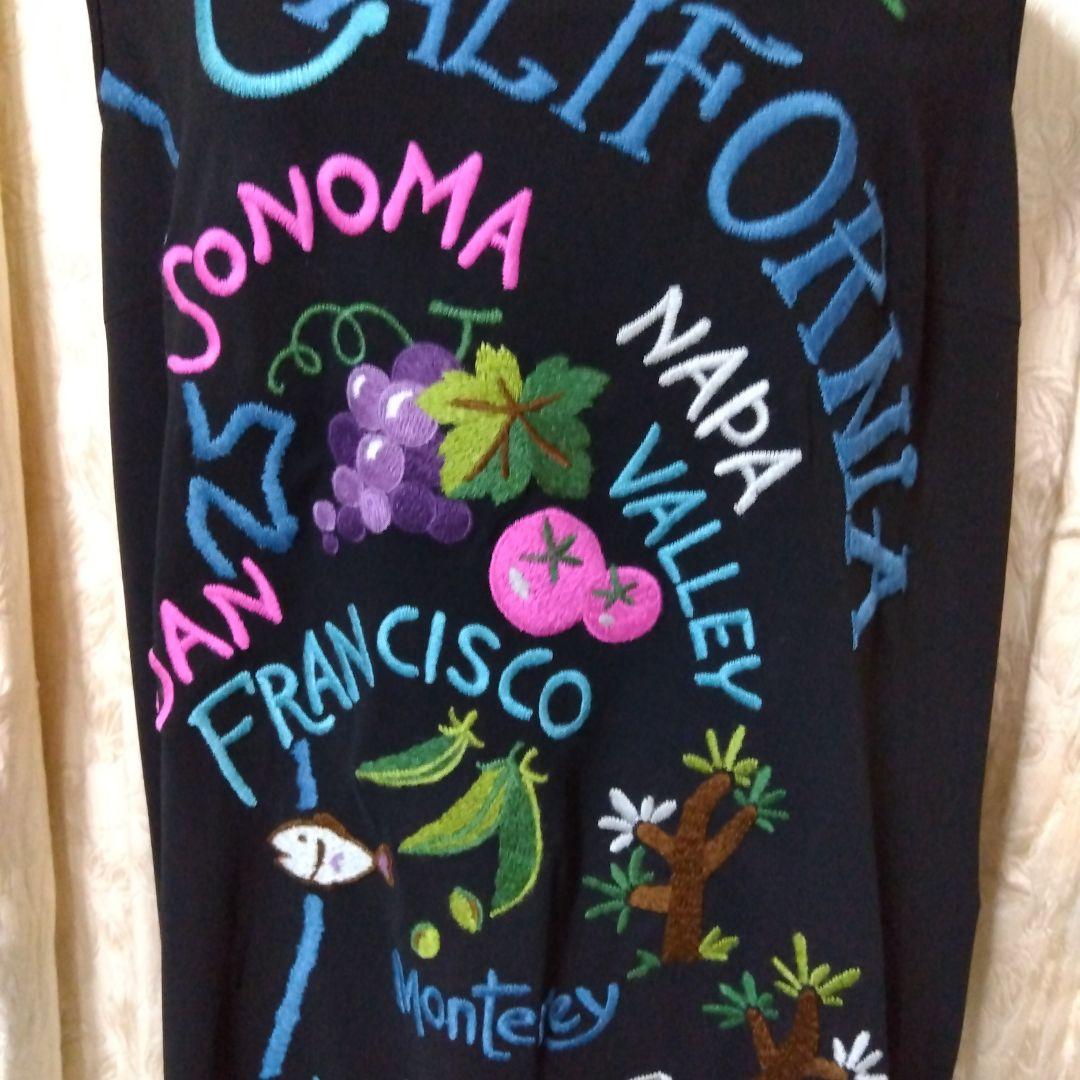 CALIFORNIA
SONOMA
NAPA
VALLEY
SAN
FRANCISCO
Monterey